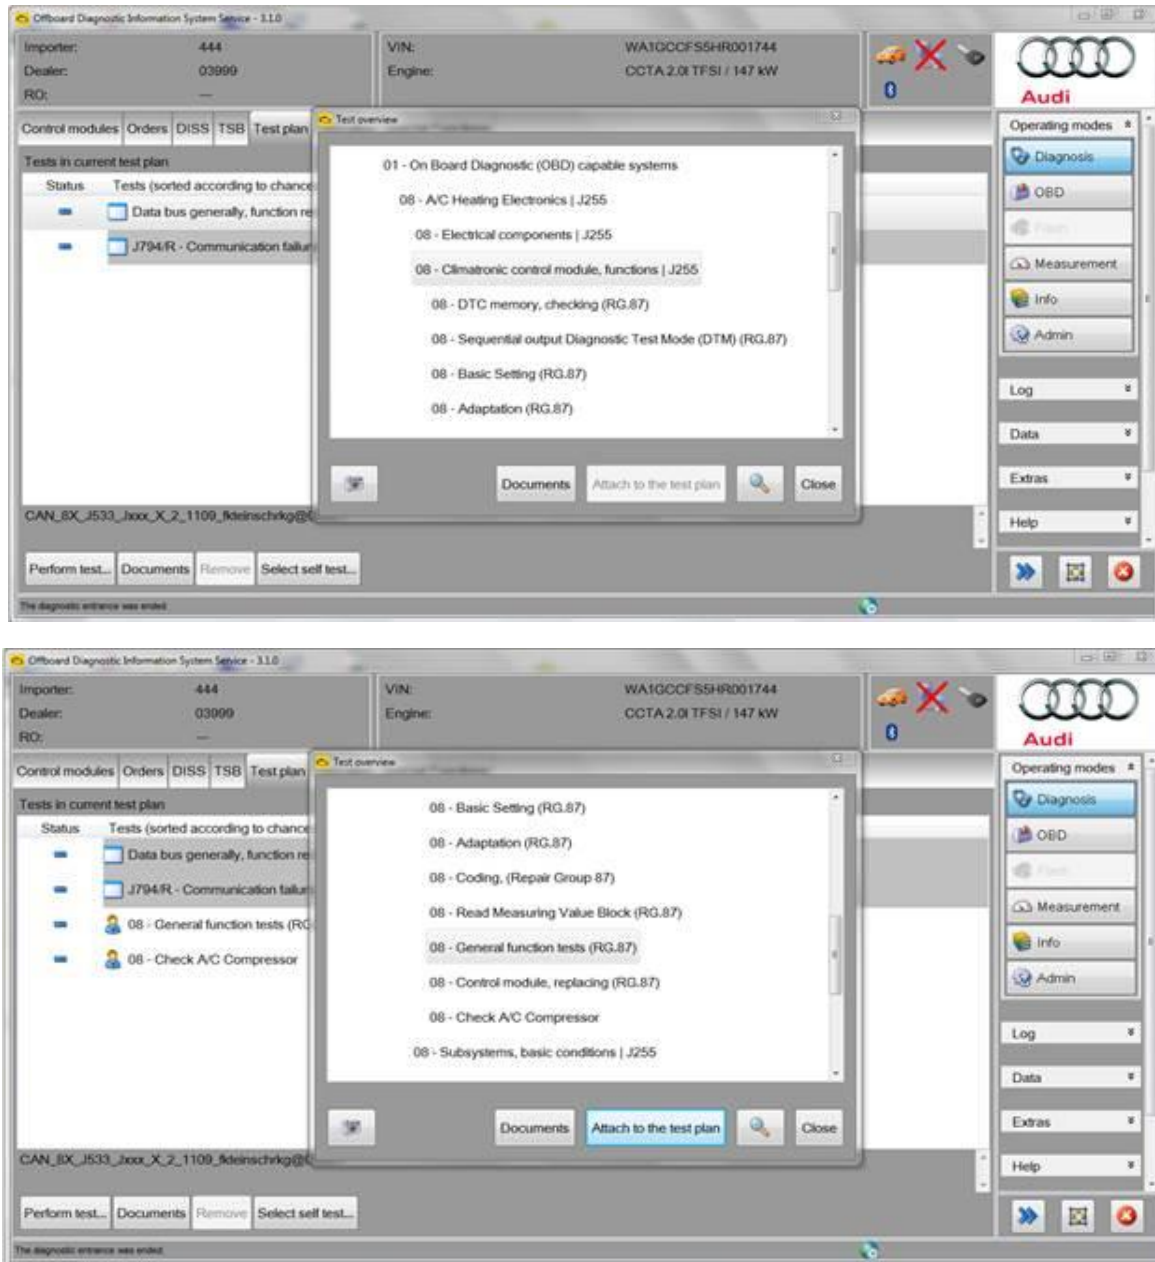 Offboard Diagnostic Information System Service - 3.1.0
Importer: 444
Dealer: 03999
RO: ---
VIN: WA1GCCFS5HR001744
Engine: CCTA 2.0l TFSI / 147 kW
Audi
Control modules Orders DISS TSB Test plan
Tests in current test plan
Status Tests (sorted according to chance
Data bus generally, function re
J794/R - Communication failur
Test overview
01 - On Board Diagnostic (OBD) capable systems
08 - A/C Heating Electronics | J255
08 - Electrical components | J255
08 - Climatronic control module, functions | J255
08 - DTC memory, checking (RG.87)
08 - Sequential output Diagnostic Test Mode (DTM) (RG.87)
08 - Basic Setting (RG.87)
08 - Adaptation (RG.87)
Documents Attach to the test plan Close
CAN_8X_J533_Jxxx_X_2_1109_fkteinschrkg@
Perform test... Documents Remove Select self test...
The diagnostic entrance was ended.
Operating modes
Diagnosis
OBD
Flash
Measurement
Info
Admin
Log
Data
Extras
Help
Offboard Diagnostic Information System Service - 3.1.0
Importer: 444
Dealer: 03999
RO: ---
VIN: WA1GCCFS5HR001744
Engine: CCTA 2.0l TFSI / 147 kW
Audi
Control modules Orders DISS TSB Test plan
Tests in current test plan
Status Tests (sorted according to chance
Data bus generally, function re
J794/R - Communication failur
08 - General function tests (RG
08 - Check A/C Compressor
Test overview
08 - Basic Setting (RG.87)
08 - Adaptation (RG.87)
08 - Coding, (Repair Group 87)
08 - Read Measuring Value Block (RG.87)
08 - General function tests (RG.87)
08 - Control module, replacing (RG.87)
08 - Check A/C Compressor
08 - Subsystems, basic conditions | J255
Documents Attach to the test plan Close
CAN_8X_J533_Jxxx_X_2_1109_fkteinschrkg@
Perform test... Documents Remove Select self test...
The diagnostic entrance was ended.
Operating modes
Diagnosis
OBD
Flash
Measurement
Info
Admin
Log
Data
Extras
Help